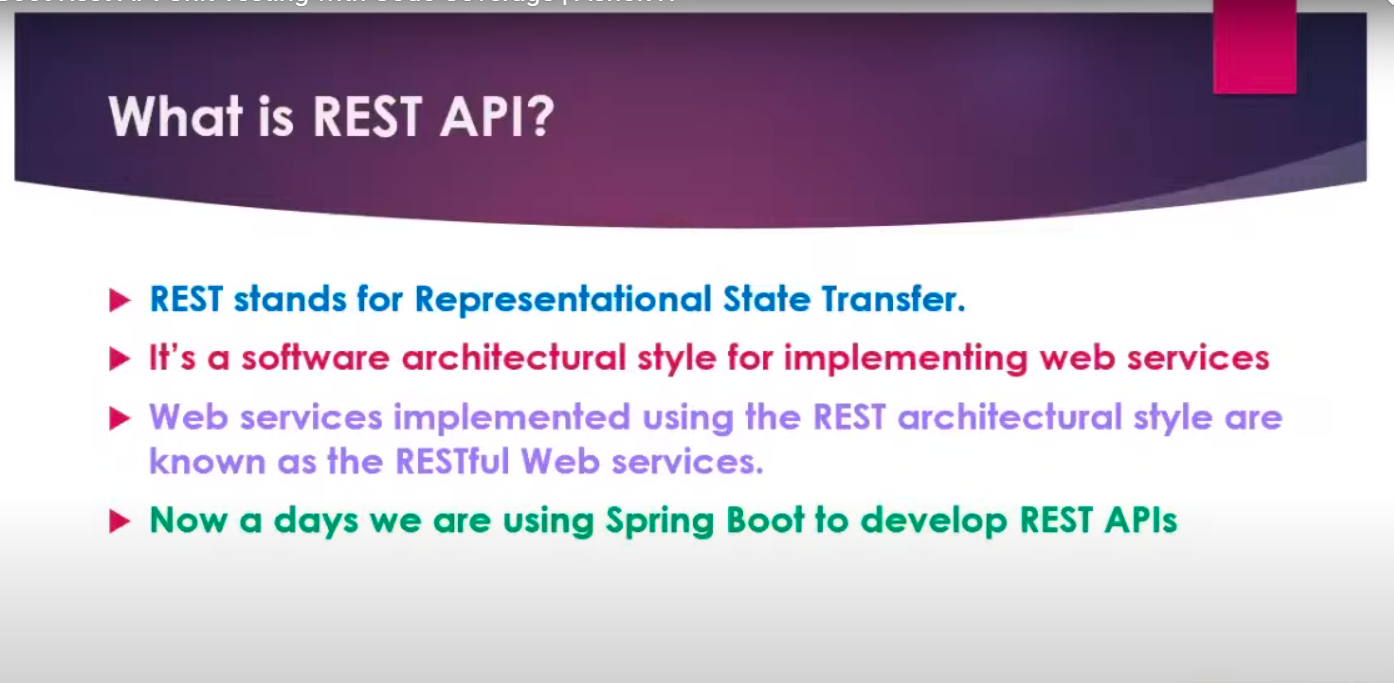 What is REST API?
REST stands for Representational State Transfer.
It's a software architectural style for implementing web services
Web services implemented using the REST architectural style are
known as the RESTful Web services.
Now a days we are using Spring Boot to develop REST APIs